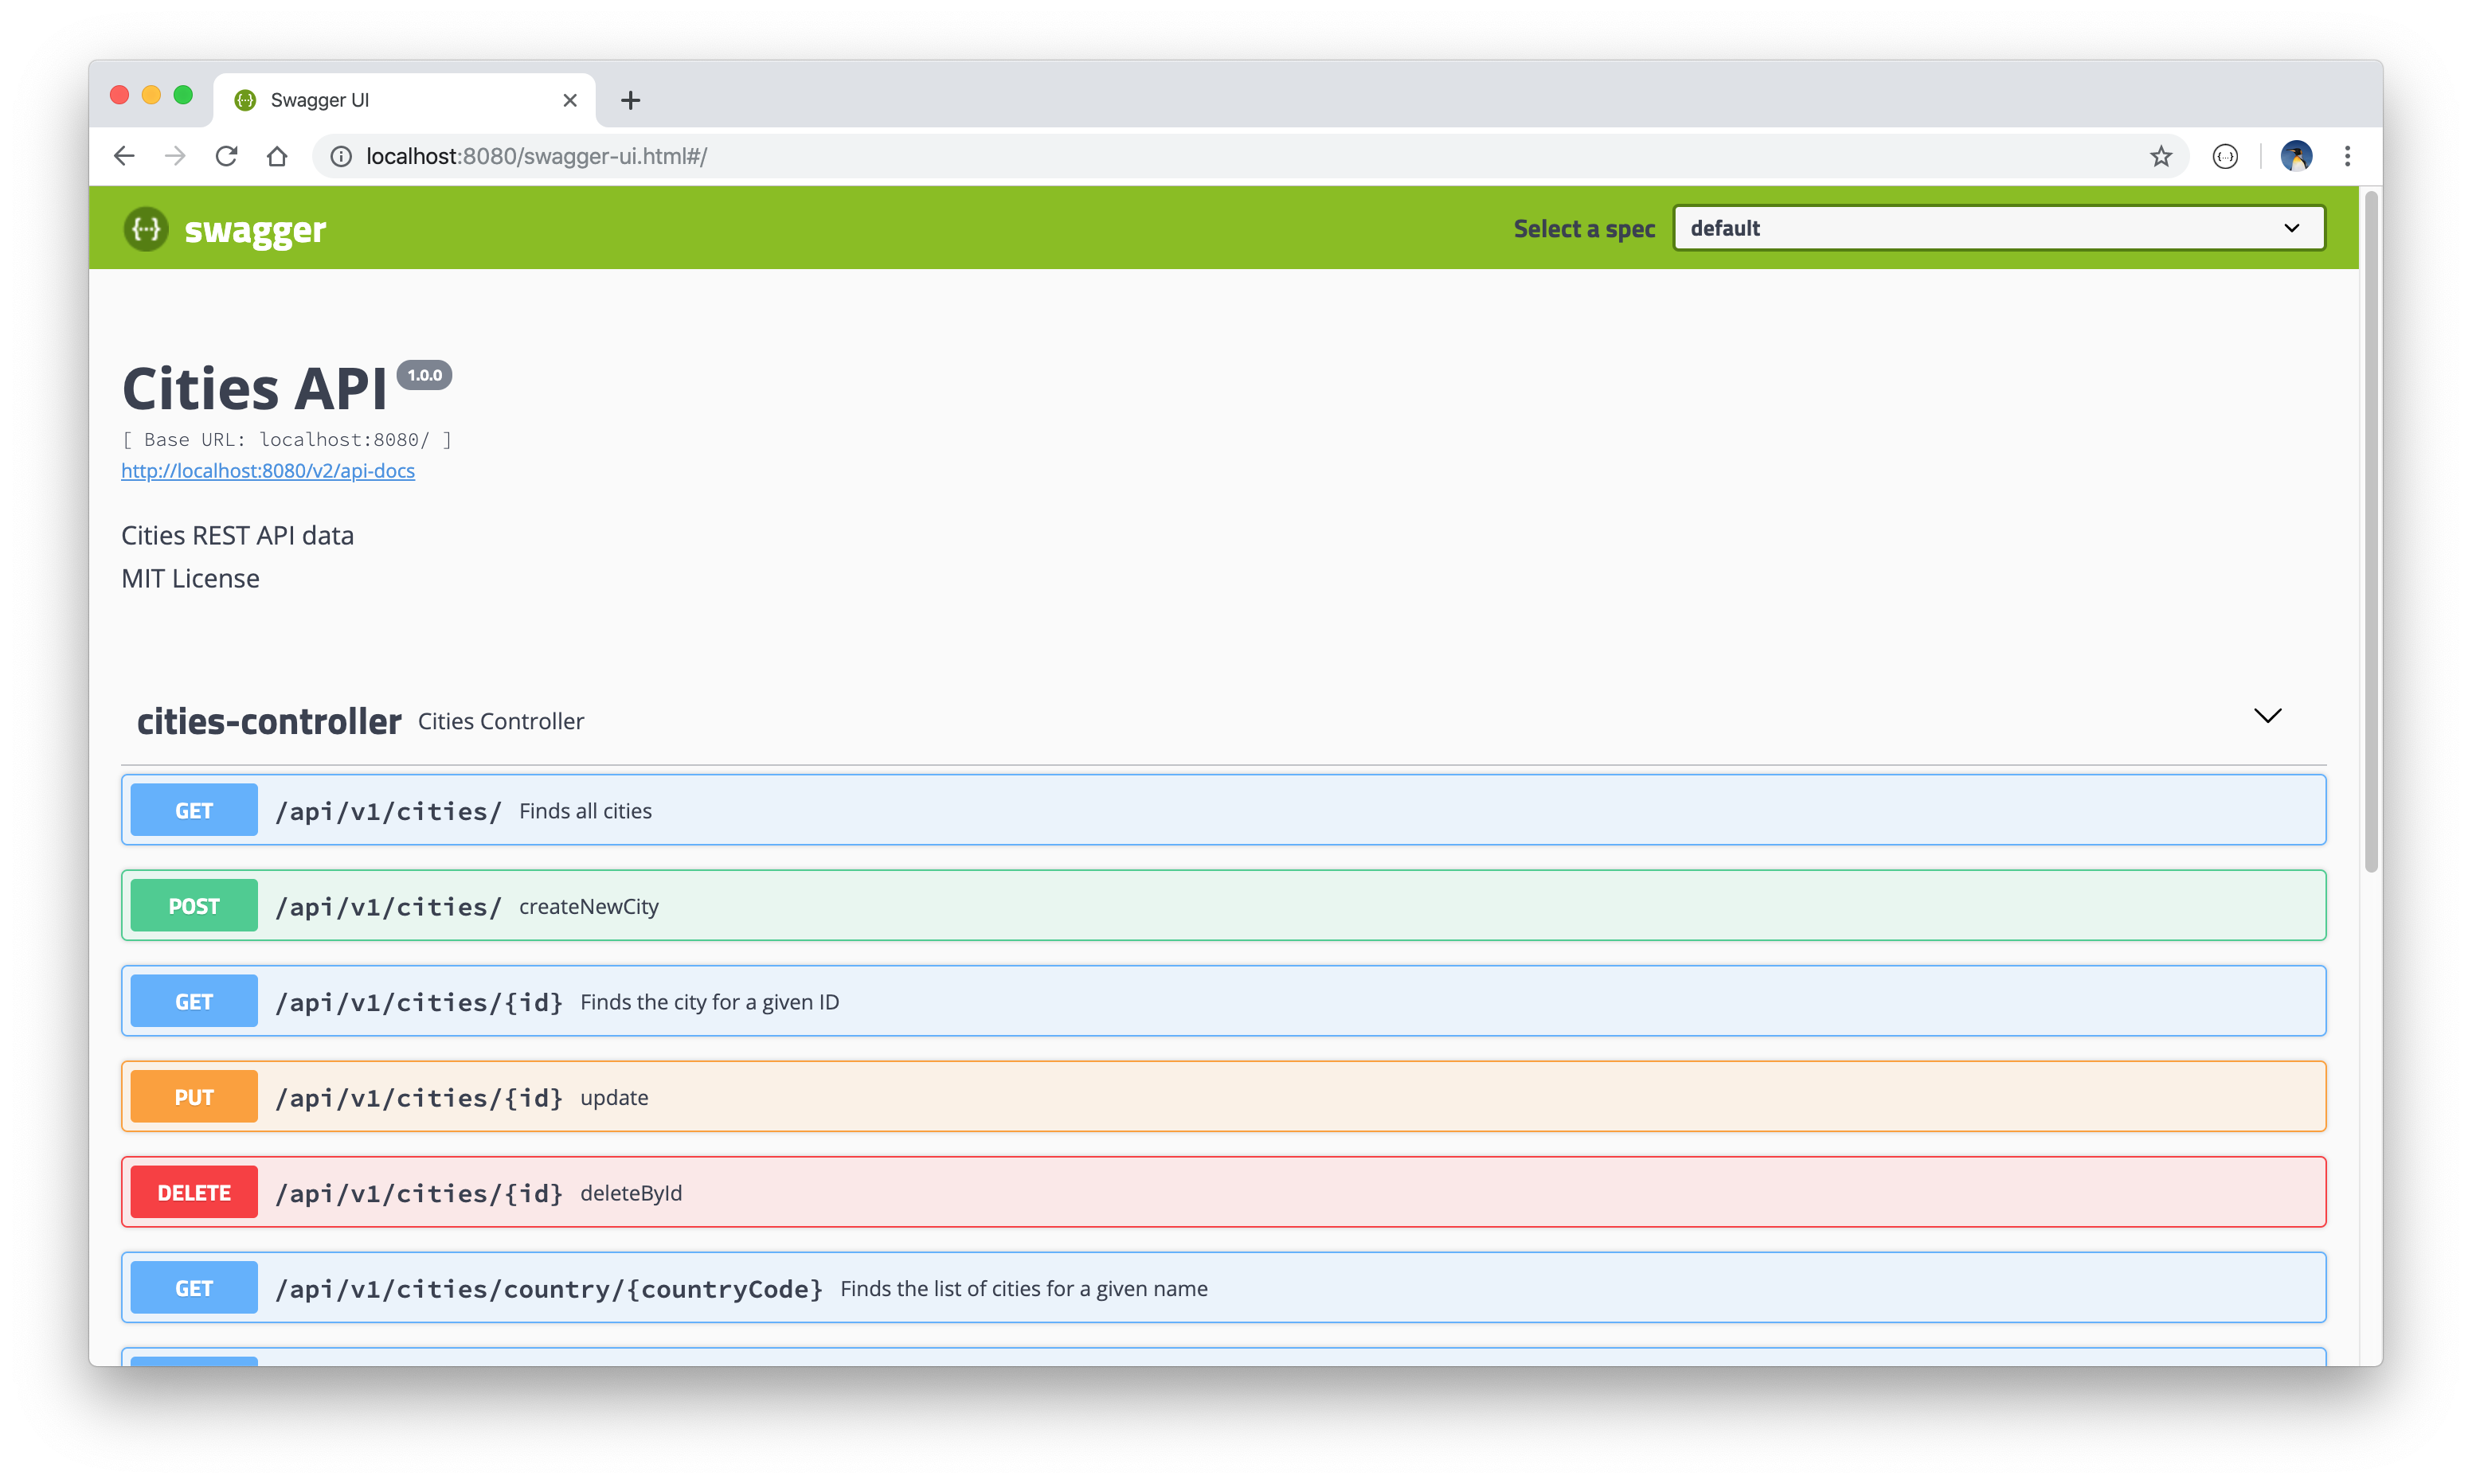 Swagger UI
localhost:8080/swagger-ui.html#/
{...}
{...} swagger
Select a spec default
Cities API 1.0.0
[ Base URL: localhost:8080/ ]
http://localhost:8080/v2/api-docs
Cities REST API data
MIT License
cities-controller Cities Controller
GET /api/v1/cities/ Finds all cities
POST /api/v1/cities/ createNewCity
GET /api/v1/cities/{id} Finds the city for a given ID
PUT /api/v1/cities/{id} update
DELETE /api/v1/cities/{id} deleteById
GET /api/v1/cities/country/{countryCode} Finds the list of cities for a given name